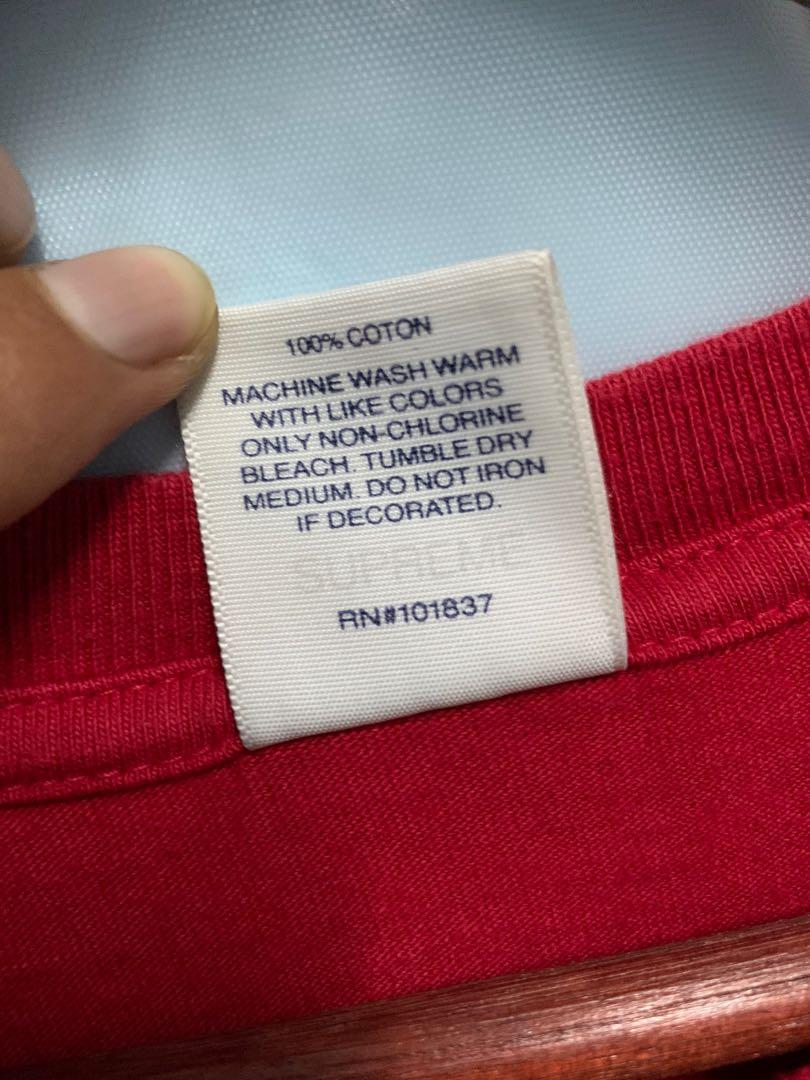 100% COTON
MACHINE WASH WARM
WITH LIKE COLORS
ONLY NON-CHLORINE
BLEACH. TUMBLE DRY
MEDIUM. DO NOT IRON
IF DECORATED.
SUPREME
RN#101837